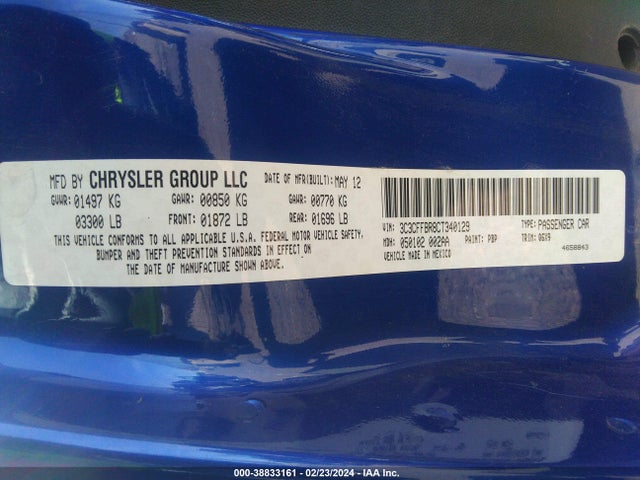 MFD BY CHRYSLER GROUP LLC DATE OF MFR(BUILT): MAY 12
GVWR: 01497 KG GAWR: 00850 KG GAWR: 00770 KG
03300 LB FRONT: 01872 LB REAR: 01696 LB
THIS VEHICLE CONFORMS TO ALL APPLICABLE U.S.A. FEDERAL MOTOR VEHICLE SAFETY,
BUMPER AND THEFT PREVENTION STANDARDS IN EFFECT ON
THE DATE OF MANUFACTURE SHOWN ABOVE.
VIN: 3C3CFFBR8CT340129 TYPE: PASSENGER CAR
MDH: 050102 002AA PAINT: PBP TRIM: 06X9
VEHICLE MADE IN MEXICO 4658843
000-38833161 - 02/23/2024 - IAA Inc.